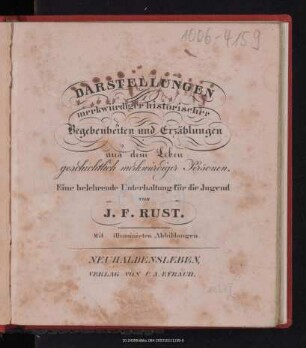 1006-4159
DARSTELLUNGEN
merkwürdiger historischer
Begebenheiten und Erzählungen
aus dem Leben
geschichtlich merkwürdiger Personen.
Eine belehrende Unterhaltung für die Jugend
von
J. F. RUST.
Mit illuminirten Abbildungen.
NEUHALDENSLEBEN,
VERLAG VON C. A. EYRAUD.